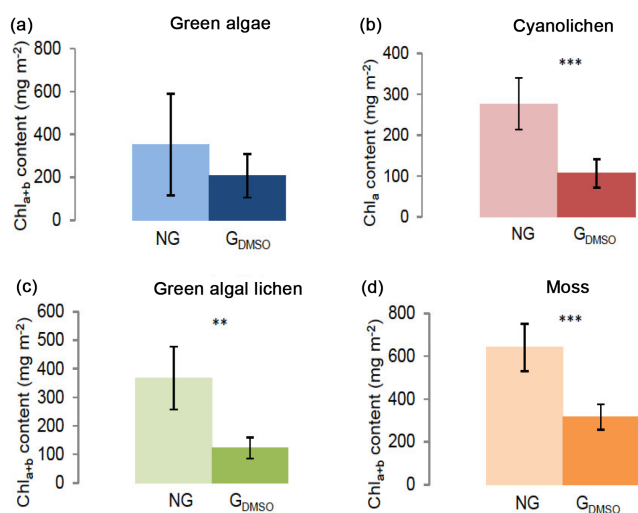 (a) Green algae
Chla+b content (mg m-2)
800
600
400
200
0
NG GDMSO
(b) Cyanolichen
Chla content (mg m-2)
400
300
200
100
0
***
NG GDMSO
(c) Green algal lichen
Chla+b content (mg m-2)
600
500
400
300
200
100
0
**
NG GDMSO
(d) Moss
Chla+b content (mg m-2)
800
600
400
200
0
***
NG GDMSO